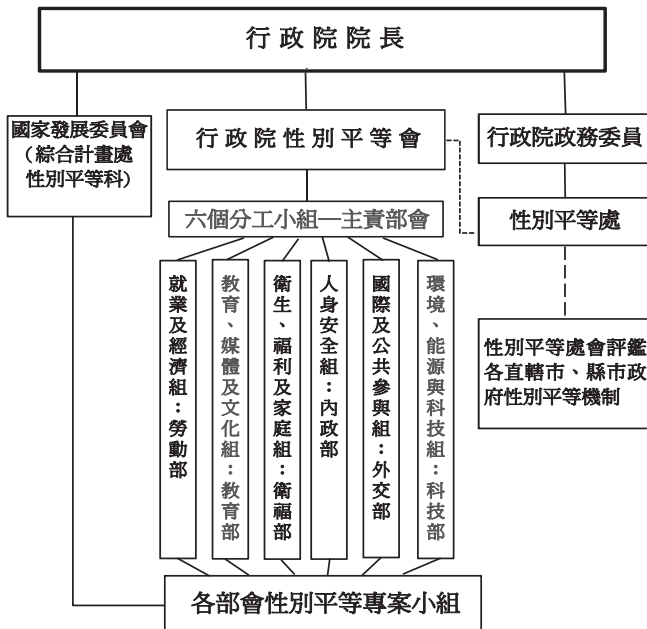 行政院院長
國家發展委員會
（綜合計畫處
性別平等科）
行政院性別平等會
行政院政務委員
六個分工小組—主責部會
性別平等處
就業及經濟組：勞動部
教育、媒體及文化組：教育部
衛生、福利及家庭組：衛福部
人身安全組：內政部
國際及公共參與組：外交部
環境、能源與科技組：科技部
性別平等處會評鑑
各直轄市、縣市政
府性別平等機制
各部會性別平等專案小組